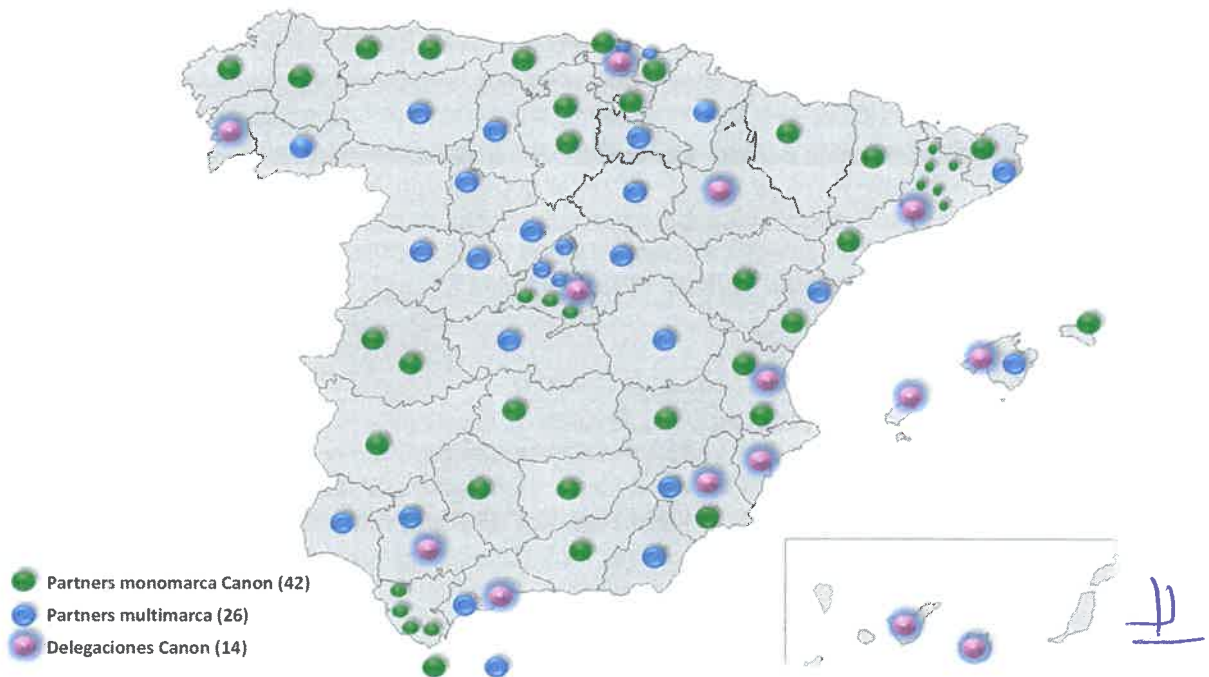 Partners monomarca Canon (42)
Partners multimarca (26)
Delegaciones Canon (14)